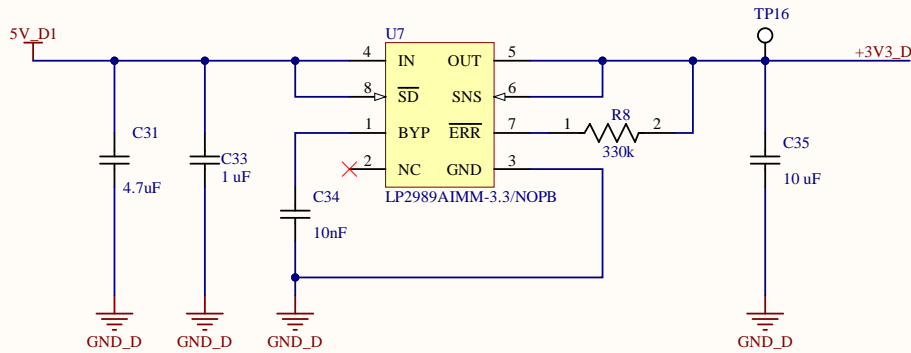 TP16
5V_D1
U7
+3V3_D
4 IN OUT 5
8 SD SNS 6
1 BYP ERR 7
2 NC GND 3
1 R8 2
330k
C31
4.7uF
C33
1 uF
C34
10nF
C35
10 uF
LP2989AIMM-3.3/NOPB
GND_D
GND_D
GND_D
GND_D